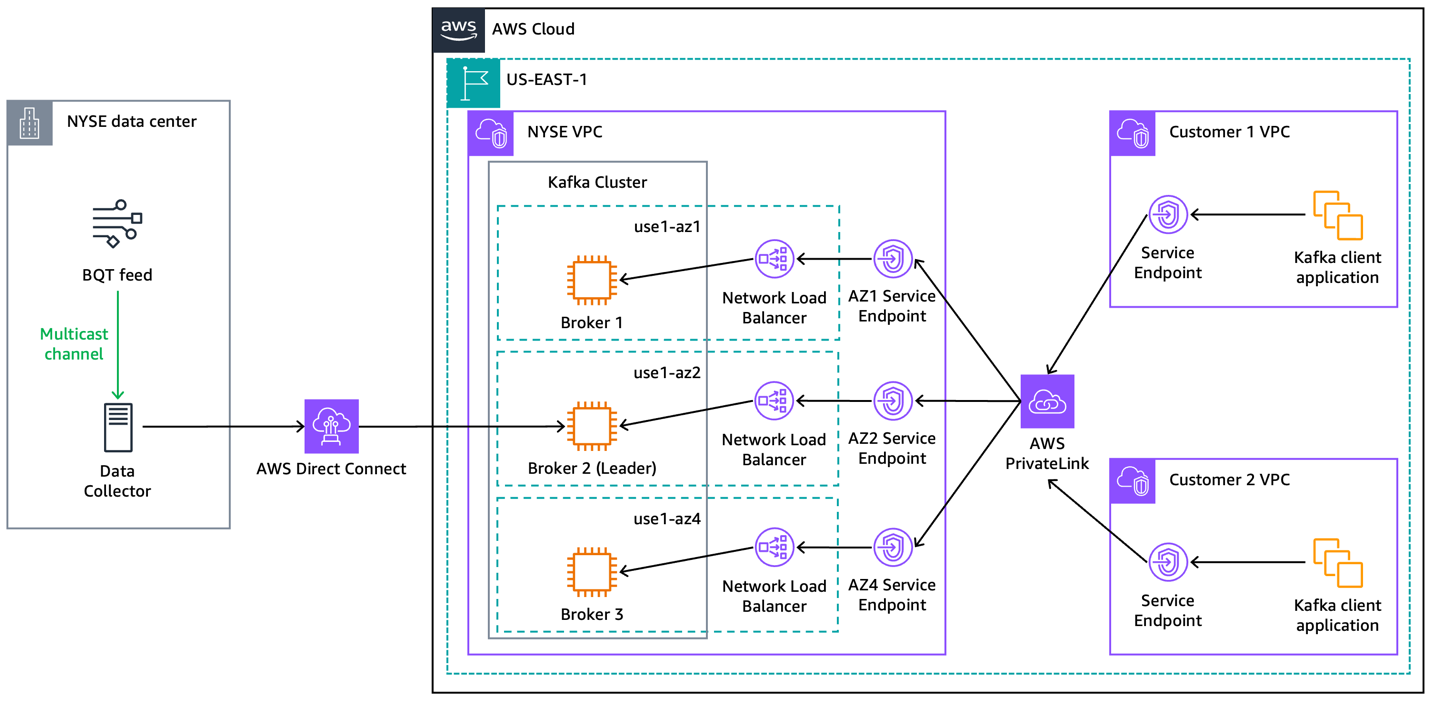 aws
AWS Cloud
US-EAST-1
NYSE data center
BQT feed
Multicast
channel
Data
Collector
AWS Direct Connect
NYSE VPC
Kafka Cluster
use1-az1
Broker 1
Network Load
Balancer
AZ1 Service
Endpoint
use1-az2
Broker 2 (Leader)
Network Load
Balancer
AZ2 Service
Endpoint
use1-az4
Broker 3
Network Load
Balancer
AZ4 Service
Endpoint
AWS
PrivateLink
Customer 1 VPC
Service
Endpoint
Kafka client
application
Customer 2 VPC
Service
Endpoint
Kafka client
application